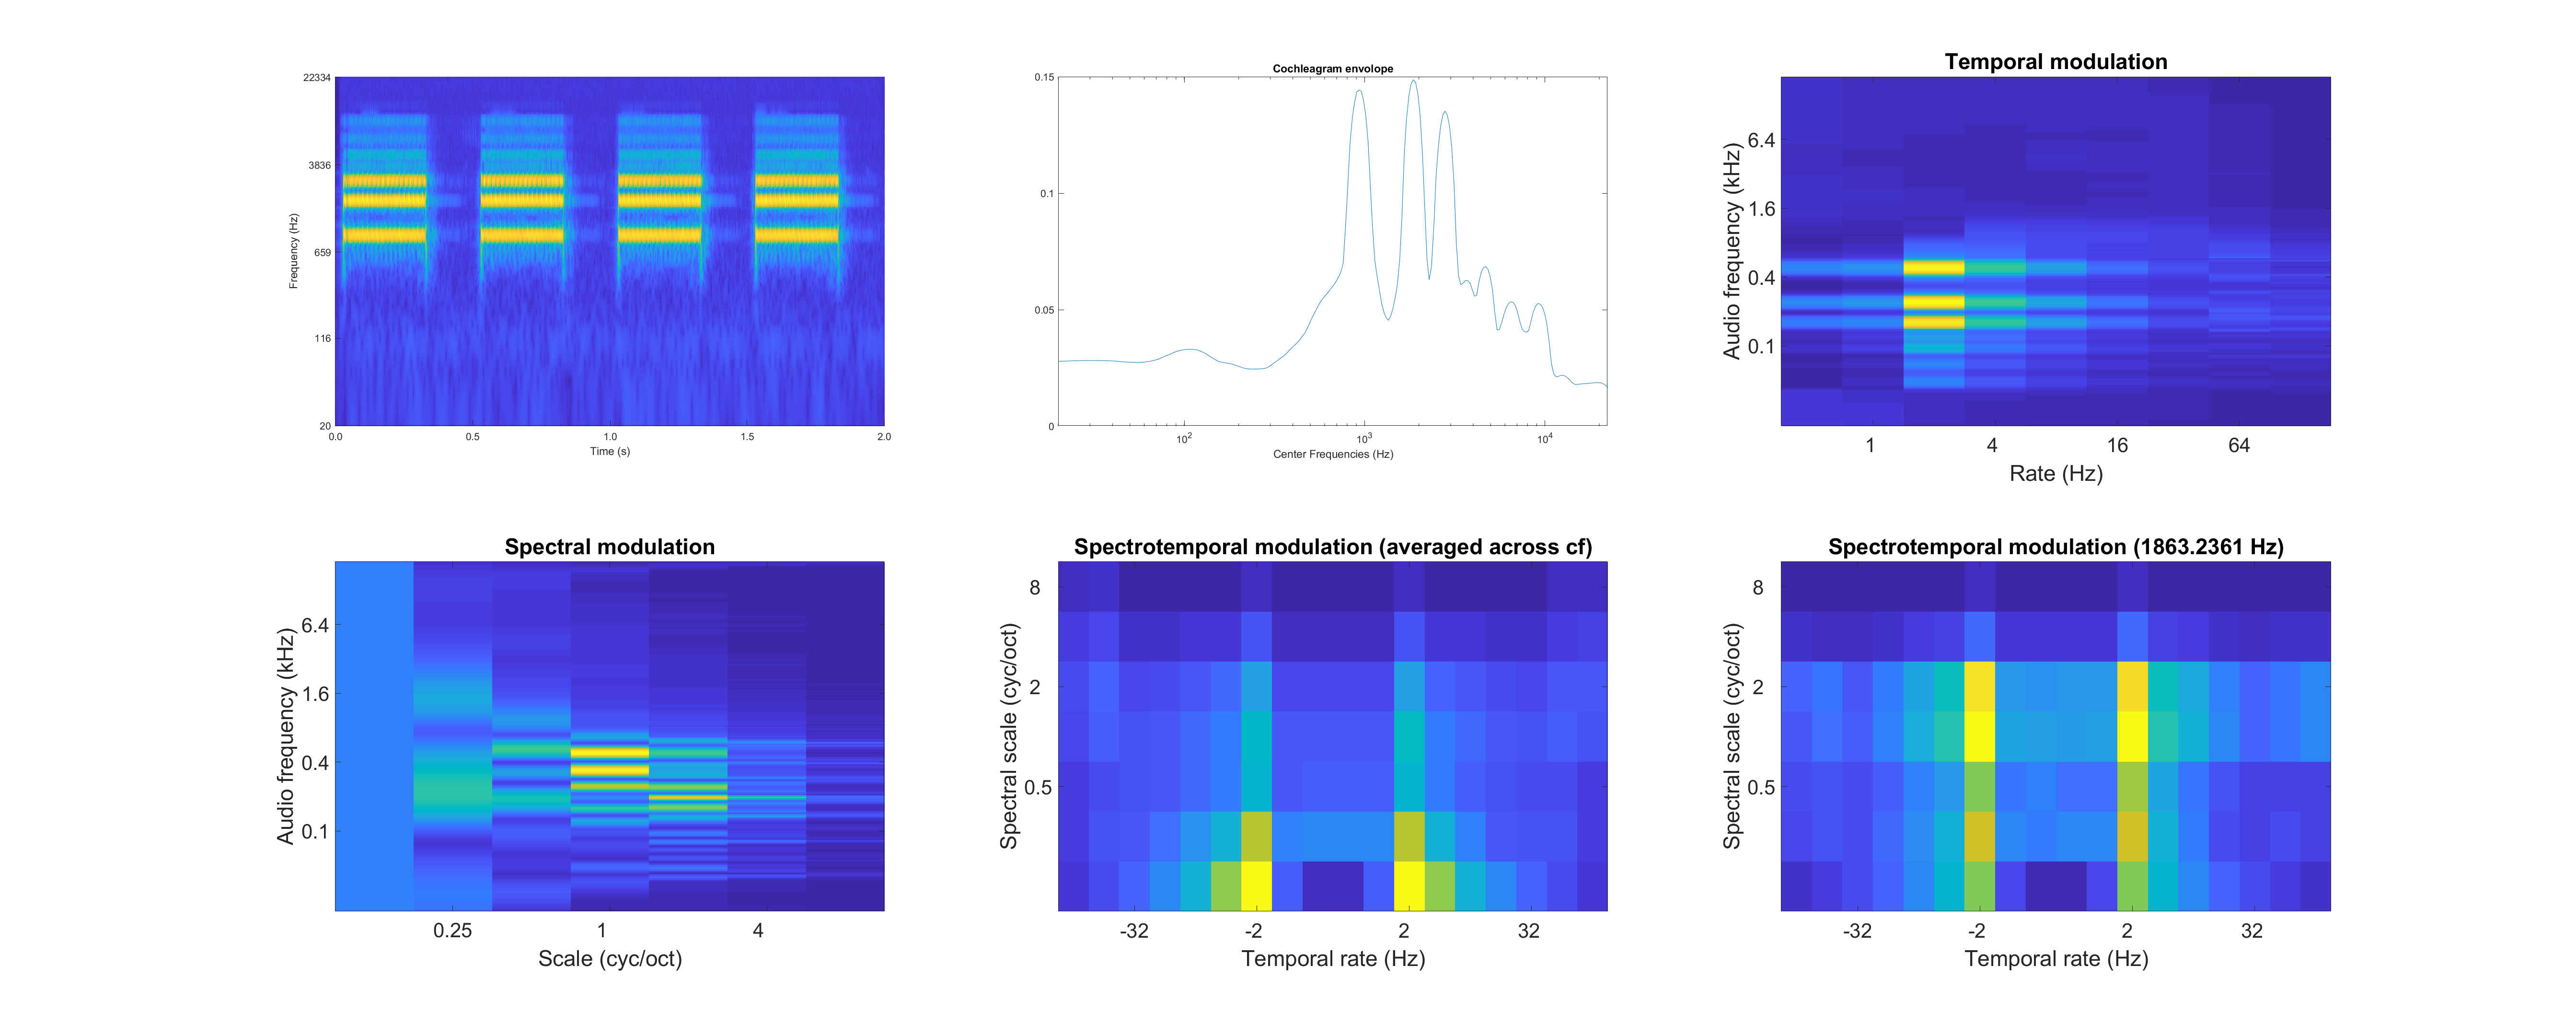 22334
3836
659
116
20
Frequency (Hz)
0.0 0.5 1.0 1.5 2.0
Time (s)
Cochleagram envolope
0.15
0.1
0.05
0
10^2 10^3 10^4
Center Frequencies (Hz)
Temporal modulation
6.4
1.6
0.4
0.1
Audio frequency (kHz)
1 4 16 64
Rate (Hz)
Spectral modulation
6.4
1.6
0.4
0.1
Audio frequency (kHz)
0.25 1 4
Scale (cyc/oct)
Spectrotemporal modulation (averaged across cf)
8
2
0.5
Spectral scale (cyc/oct)
-32 -2 2 32
Temporal rate (Hz)
Spectrotemporal modulation (1863.2361 Hz)
8
2
0.5
Spectral scale (cyc/oct)
-32 -2 2 32
Temporal rate (Hz)